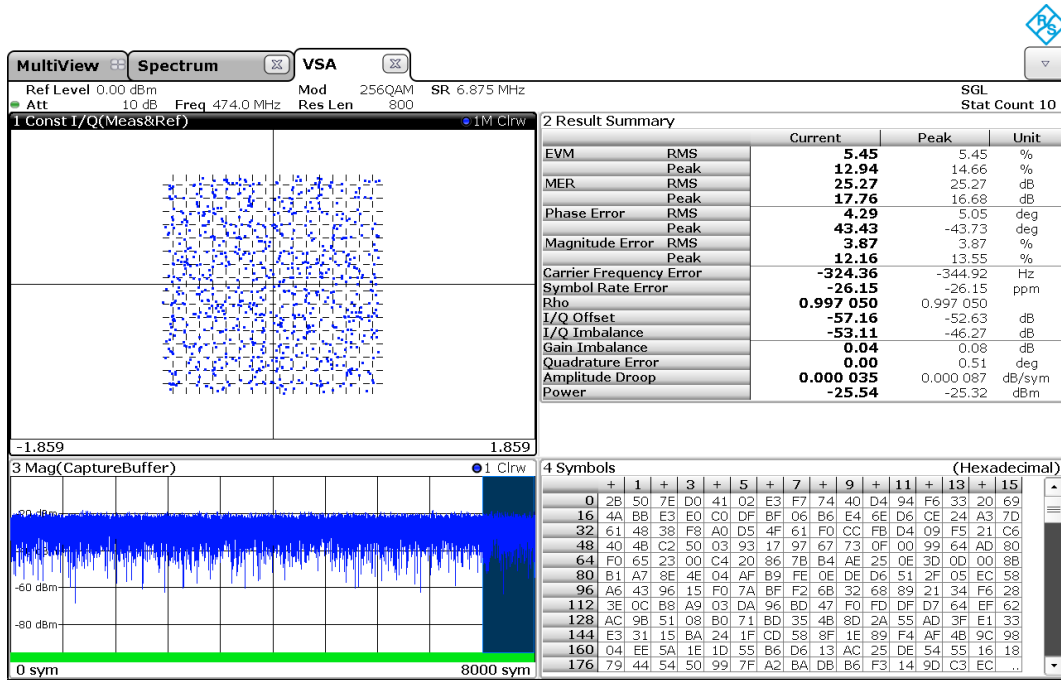 R&S
MultiView Spectrum VSA
Ref Level 0.00 dBm Mod 256QAM SR 6.875 MHz SGL
Att 10 dB Freq 474.0 MHz Res Len 800 Stat Count 10
1 Const I/Q(Meas&Ref) 1M Clrw
-1.859 1.859
2 Result Summary
Current Peak Unit
EVM RMS 5.45 5.45 %
Peak 12.94 14.66 %
MER RMS 25.27 25.27 dB
Peak 17.76 16.68 dB
Phase Error RMS 4.29 5.05 deg
Peak 43.43 -43.73 deg
Magnitude Error RMS 3.87 3.87 %
Peak 12.16 13.55 %
Carrier Frequency Error -324.36 -344.92 Hz
Symbol Rate Error -26.15 -26.15 ppm
Rho 0.997 050 0.997 050
I/Q Offset -57.16 -52.63 dB
I/Q Imbalance -53.11 -46.27 dB
Gain Imbalance 0.04 0.08 dB
Quadrature Error 0.00 0.51 deg
Amplitude Droop 0.000 035 0.000 087 dB/sym
Power -25.54 -25.32 dBm
3 Mag(CaptureBuffer) 1 Clrw
-60 dBm
-80 dBm
0 sym 8000 sym
4 Symbols (Hexadecimal)
+ 1 + 3 + 5 + 7 + 9 + 11 + 13 + 15
0 2B 50 7E D0 41 02 E3 F7 74 40 D4 94 F6 33 20 69
16 4A BB E3 E0 C0 DF BF 06 B6 E4 6E D6 CE 24 A3 7D
32 61 48 38 F8 A0 D5 4F 61 F0 CC FB D4 09 F5 21 C6
48 40 4B C2 50 03 93 17 97 67 73 0F 00 99 64 AD 80
64 F0 65 23 00 C4 20 86 7B B4 AE 25 0E 3D 0D 00 8B
80 B1 A7 8E 4E 04 AF B9 FE 0E DE D6 51 2F 05 EC 58
96 A6 43 96 15 F0 7A BF F2 6B 32 68 89 21 34 F6 28
112 3E 0C B8 A9 03 DA 96 BD 47 F0 FD DF D7 64 EF 62
128 AC 9B 51 08 B0 71 BD 35 4B 8D 2A 55 AD 3F E1 33
144 E3 31 15 BA 24 1F CD 58 8F 1E 89 F4 AF 4B 9C 98
160 04 EE 5A 1E 1D 55 B6 D6 13 AC 25 DE 54 55 16 18
176 79 44 54 50 99 7F A2 BA DB B6 F3 14 9D C3 EC ..